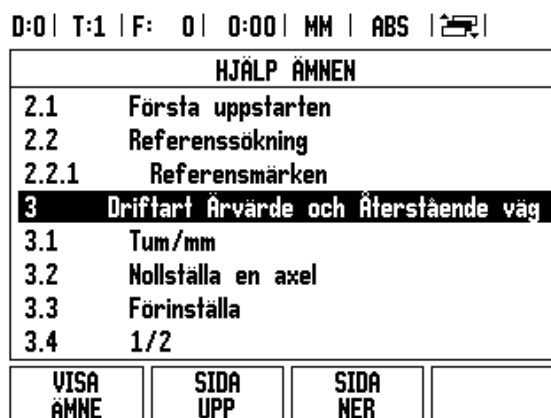 D:0| T:1 |F: 0| 0:00| MM | ABS |
HJÄLP ÄMNEN
2.1 Första uppstarten
2.2 Referenssökning
2.2.1 Referensmärken
3 Driftart Ärvärde och Återstående väg
3.1 Tum/mm
3.2 Nollställa en axel
3.3 Förinställa
3.4 1/2
VISA ÄMNE
SIDA UPP
SIDA NER